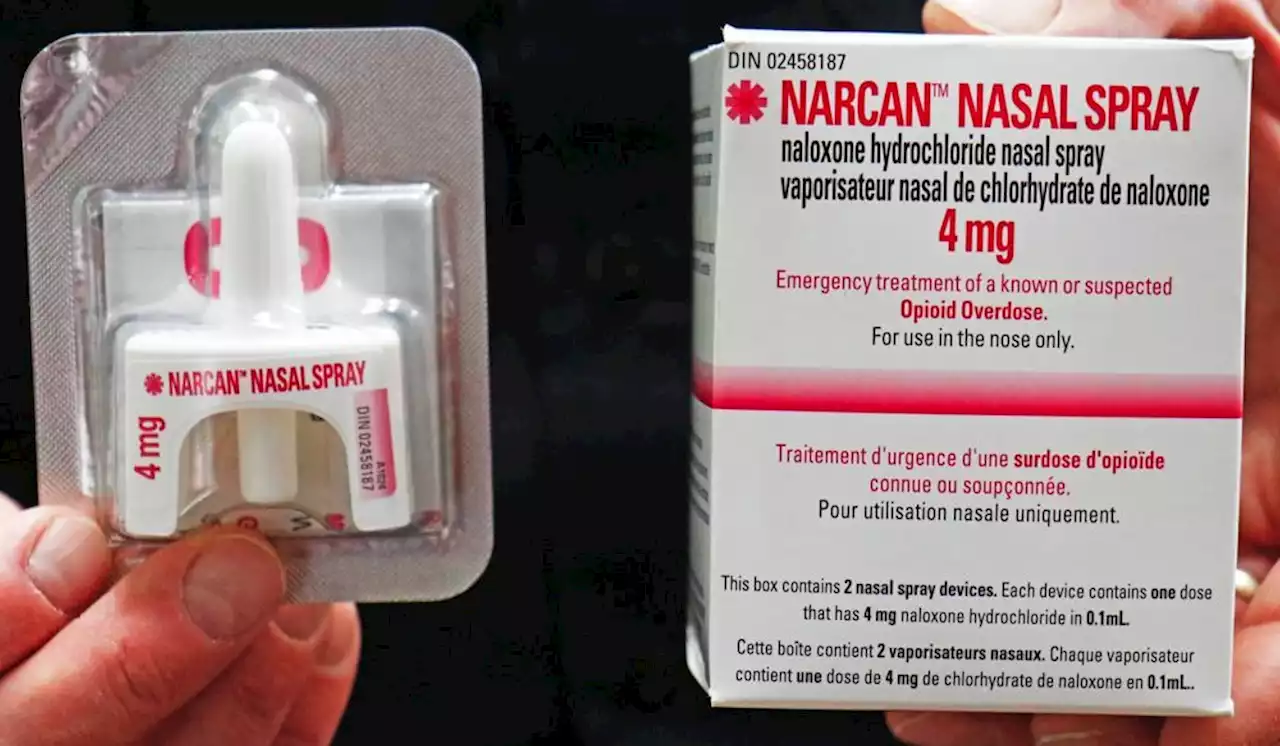 NARCAN™ NASAL SPRAY
4 mg
DIN 02458187
DIN 02458187
NARCAN™ NASAL SPRAY
naloxone hydrochloride nasal spray
vaporisateur nasal de chlorhydrate de naloxone
4 mg
Emergency treatment of a known or suspected
Opioid Overdose.
For use in the nose only.
Traitement d'urgence d'une surdose d'opioïde
connue ou soupçonnée.
Pour utilisation nasale uniquement.
This box contains 2 nasal spray devices. Each device contains one dose
that has 4 mg naloxone hydrochloride in 0.1mL.
Cette boîte contient 2 vaporisateurs nasaux. Chaque vaporisateur
contient une dose de 4 mg de chlorhydrate de naloxone en 0.1mL..